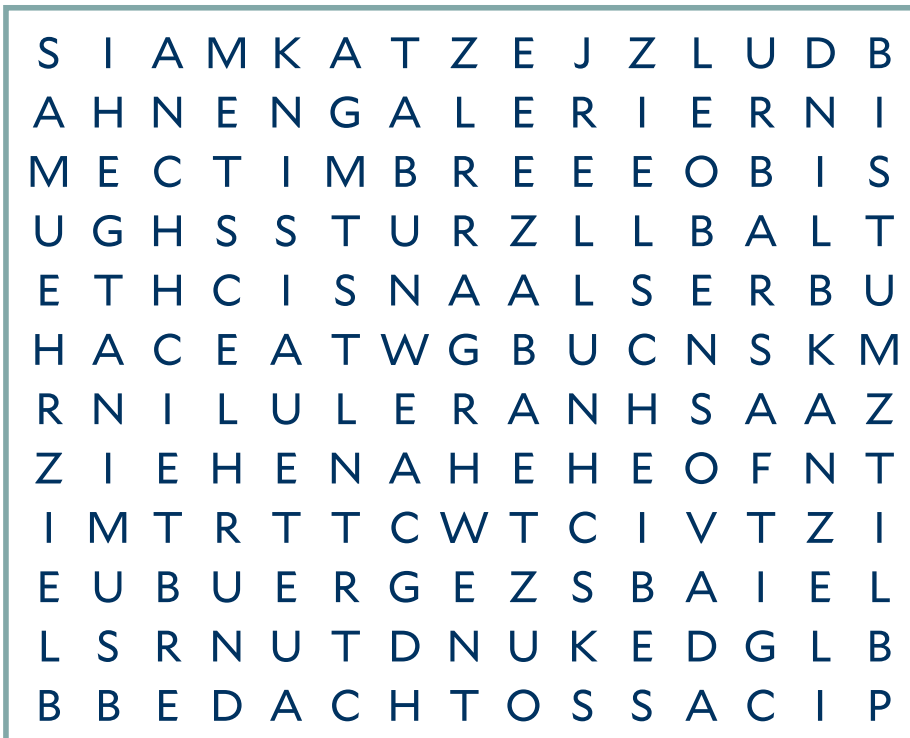 S I A M K A T Z E J Z L U D B
A H N E N G A L E R I E R N I
M E C T I M B R E E E O B I S
U G H S S T U R Z L L B A L T
E T H C I S N A A L S E R B U
H A C E A T W G B U C N S K M
R N I L U L E R A N H S A A Z
Z I E H E N A H E H E O F N T
I M T R T T C W T C I V T Z I
E U B U E R G E Z S B A I E L
L S R N U T D N U K E D G L B
B B E D A C H T O S S A C I P